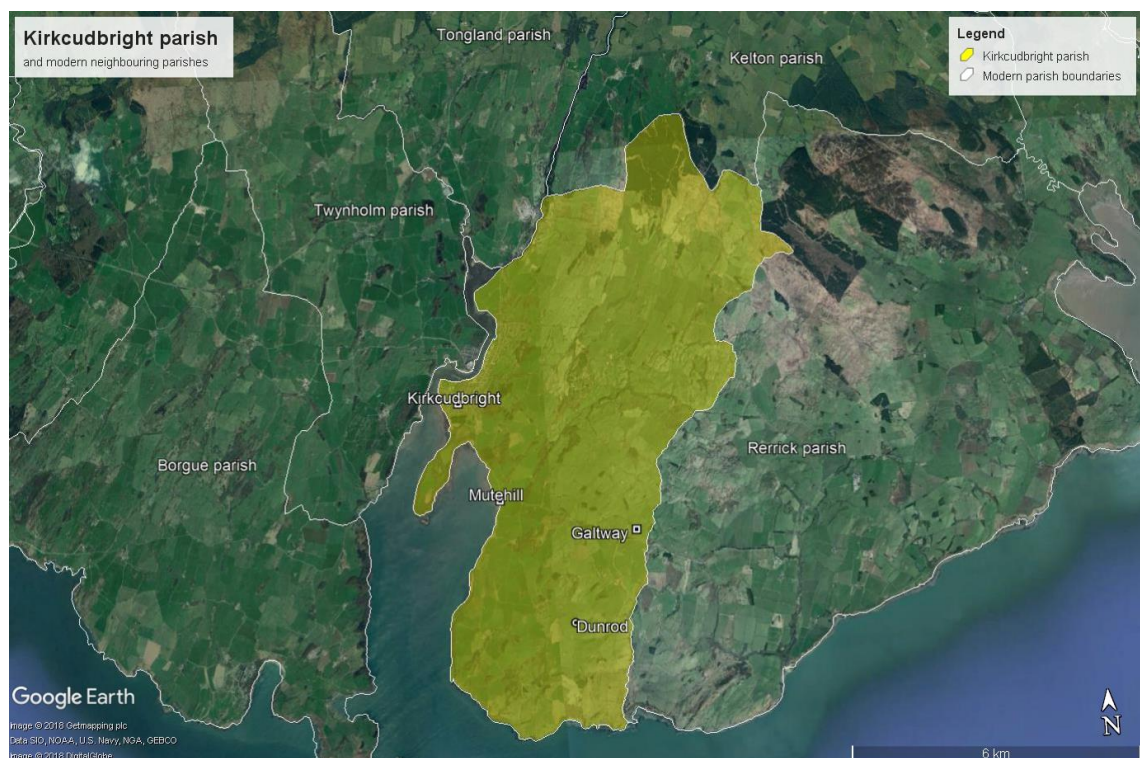 Kirkcudbright parish
and modern neighbouring parishes
Tongland parish
Kelton parish
Legend
Kirkcudbright parish
Modern parish boundaries
Twynholm parish
Kirkcudbright
Borgue parish
Rerrick parish
Mutehill
Galtway
Dunrod
Google Earth
Image © 2018 Getmapping plc
Data SIO, NOAA, U.S. Navy, NGA, GEBCO
Image © 2018 DigitalGlobe
N
6 km